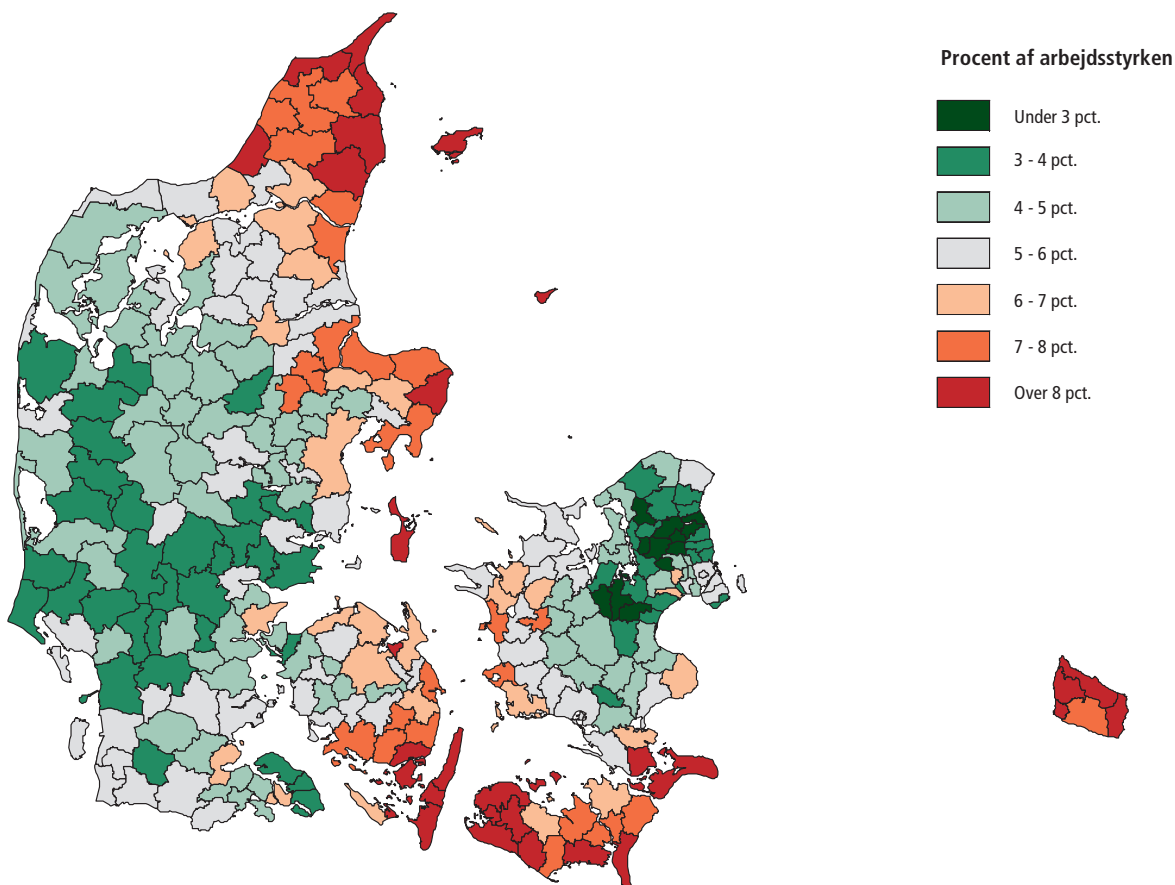 Procent af arbejdsstyrken
Under 3 pct.
3 - 4 pct.
4 - 5 pct.
5 - 6 pct.
6 - 7 pct.
7 - 8 pct.
Over 8 pct.